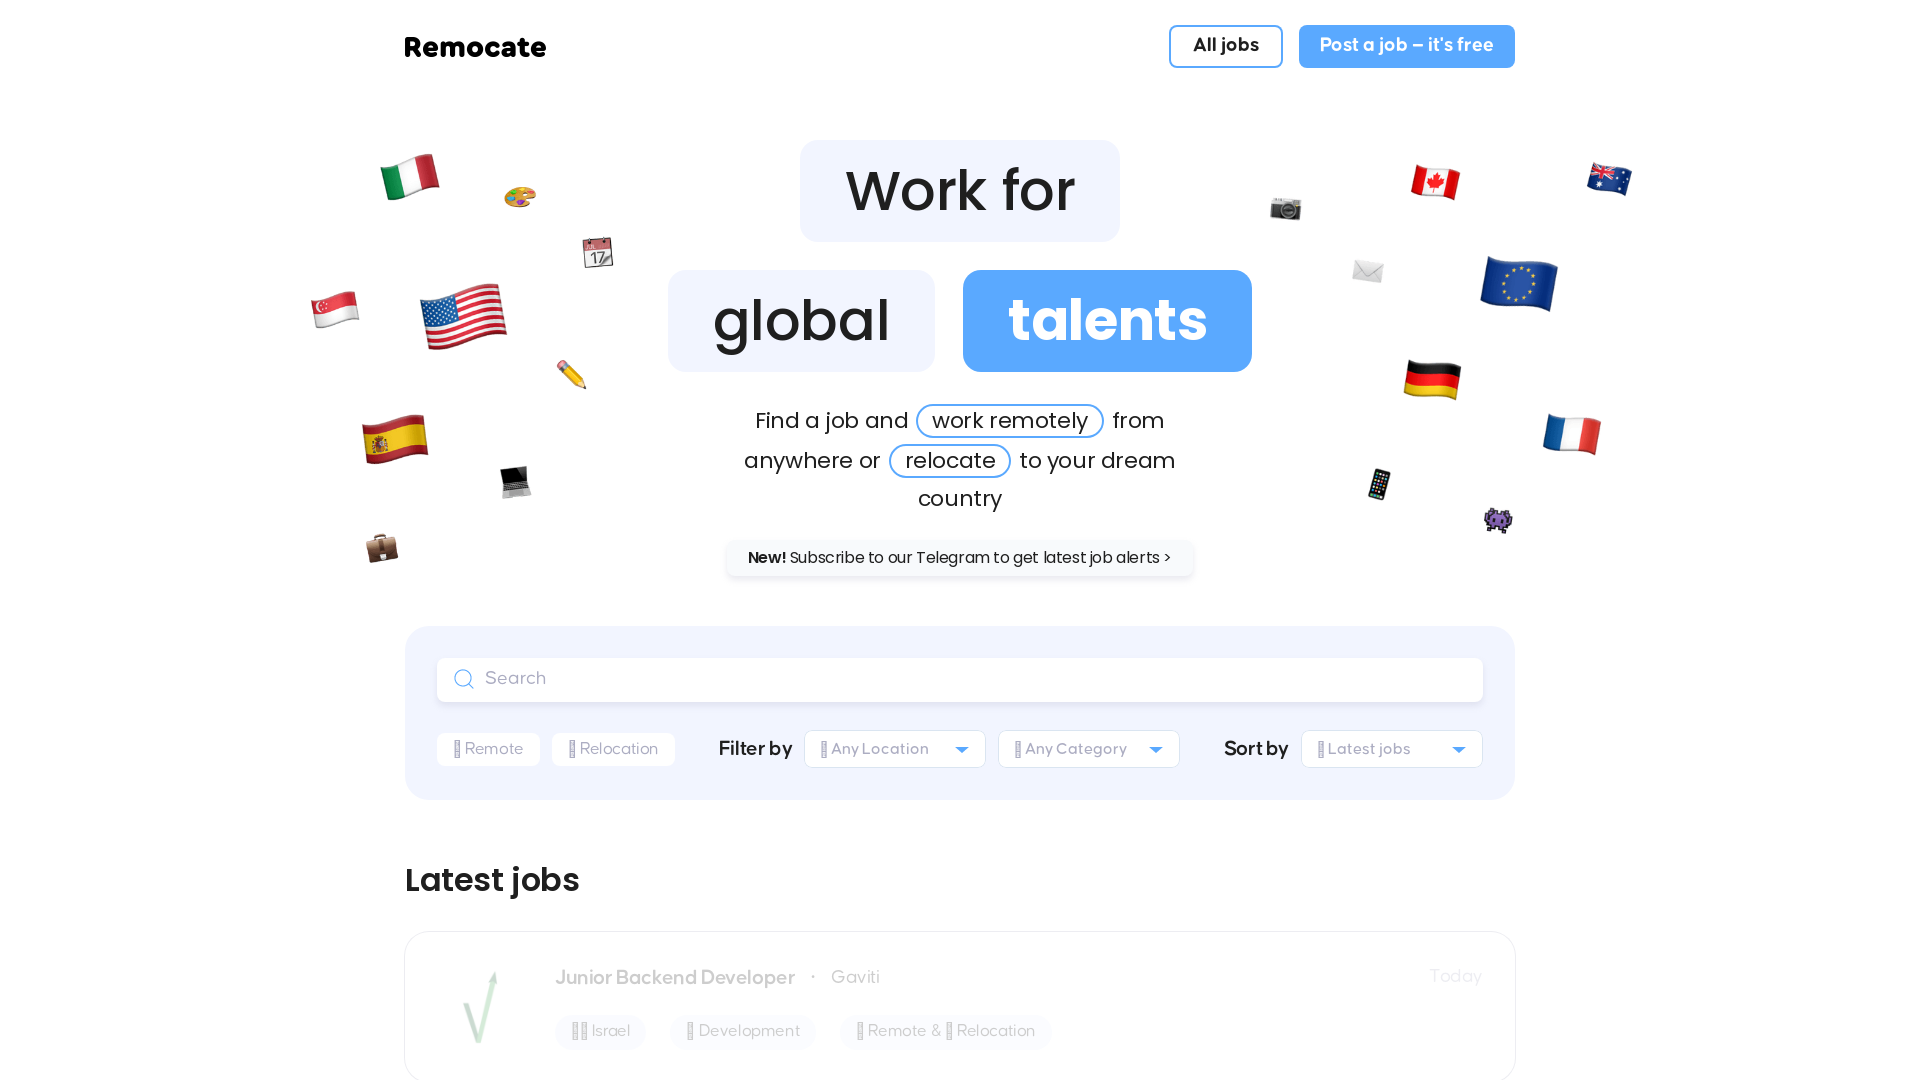 Remocate
All jobs
Post a job – it's free
Work for
global talents
Find a job and work remotely from
anywhere or relocate to your dream
country
New! Subscribe to our Telegram to get latest job alerts >
Search
Remote
Relocation
Filter by
Any Location
Any Category
Sort by
Latest jobs
Latest jobs
Junior Backend Developer · Gaviti
Today
Israel
Development
Remote & Relocation